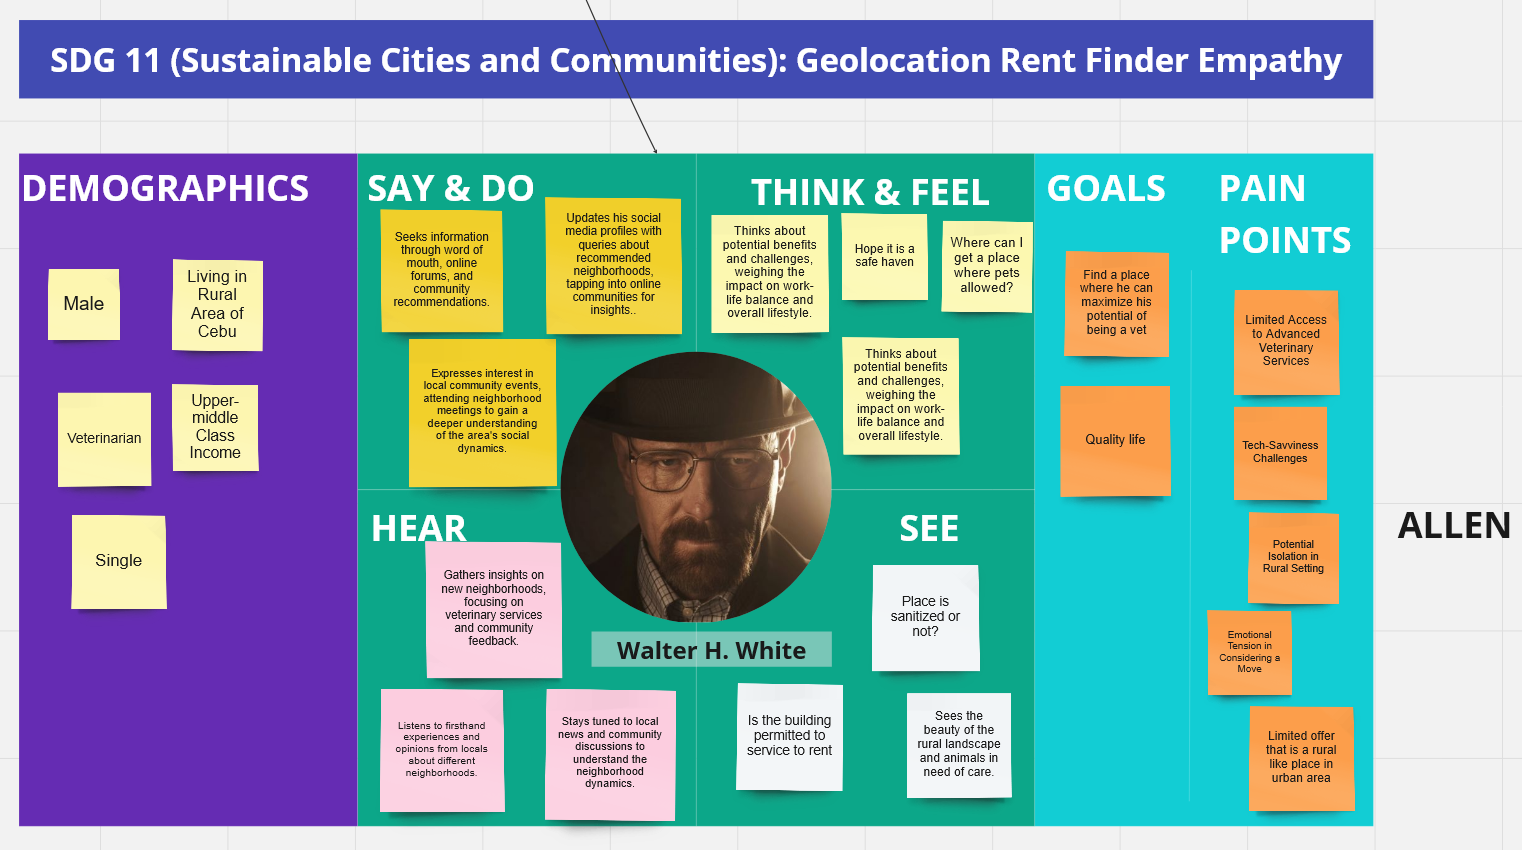 SDG 11 (Sustainable Cities and Communities): Geolocation Rent Finder Empathy
DEMOGRAPHICS
Male
Living in
Rural
Area of
Cebu
Veterinarian
Upper-
middle
Class
Income
Single
SAY & DO
Seeks information
through word of
mouth, online
forums, and
community
recommendations.
Updates his social
media profiles with
queries about
recommended
neighborhoods,
tapping into online
communities for
insights..
Expresses interest in
local community events,
attending neighborhood
meetings to gain a
deeper understanding
of the area's social
dynamics.
THINK & FEEL
Thinks about
potential benefits
and challenges,
weighing the
impact on work-
life balance and
overall lifestyle.
Hope it is a
safe haven
Where can I
get a place
where pets
allowed?
Thinks about
potential benefits
and challenges,
weighing the
impact on work-
life balance and
overall lifestyle.
HEAR
Gathers insights on
new neighborhoods,
focusing on
veterinary services
and community
feedback.
Listens to firsthand
experiences and
opinions from locals
about different
neighborhoods.
Stays tuned to local
news and community
discussions to
understand the
neighborhood
dynamics.
Walter H. White
SEE
Place is
sanitized or
not?
Is the building
permitted to
service to rent
Sees the
beauty of the
rural landscape
and animals in
need of care.
GOALS
Find a place
where he can
maximize his
potential of
being a vet
Quality life
PAIN
POINTS
Limited Access
to Advanced
Veterinary
Services
Tech-Savviness
Challenges
Potential
Isolation in
Rural Setting
Emotional
Tension in
Considering a
Move
Limited offer
that is a rural
like place in
urban area
ALLEN